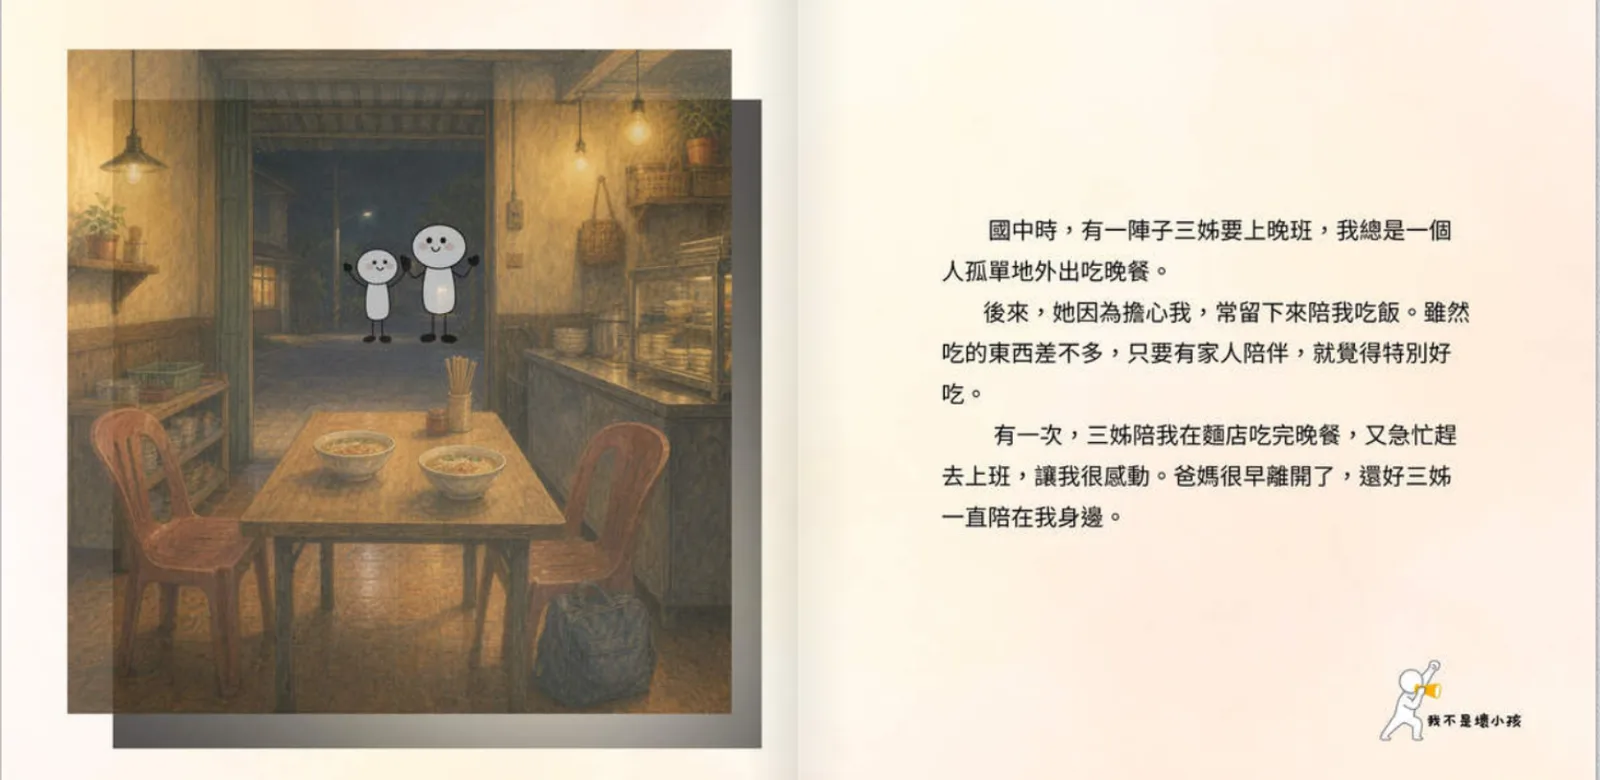 國中時，有一陣子三姊要上晚班，我總是一個
人孤單地外出吃晚餐。
後來，她因為擔心我，常留下來陪我吃飯。雖然
吃的東西差不多，只要有家人陪伴，就覺得特別好
吃。
有一次，三姊陪我在麵店吃完晚餐，又急忙趕
去上班，讓我很感動。爸媽很早離開了，還好三姊
一直陪在我身邊。
我不是壞小孩